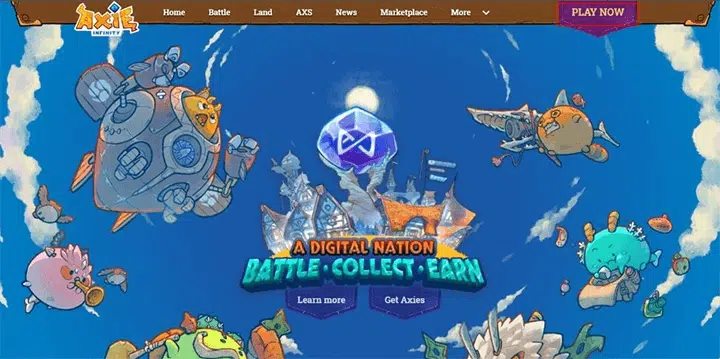 AXIE
INFINITY
Home Battle Land AXS News Marketplace More PLAY NOW
A DIGITAL NATION
BATTLE · COLLECT · EARN
Learn more Get Axies